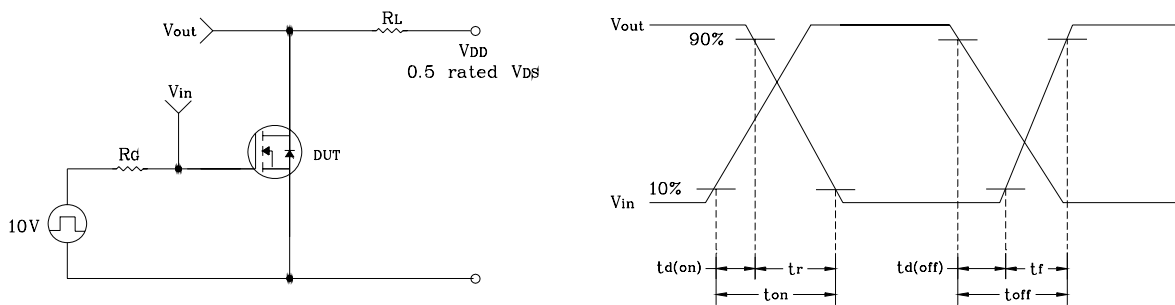 Vout
RL
VDD
0.5 rated VDS
Vin
RG
DUT
10V
Vout
90%
10%
Vin
td(on)
tr
td(off)
tf
ton
toff